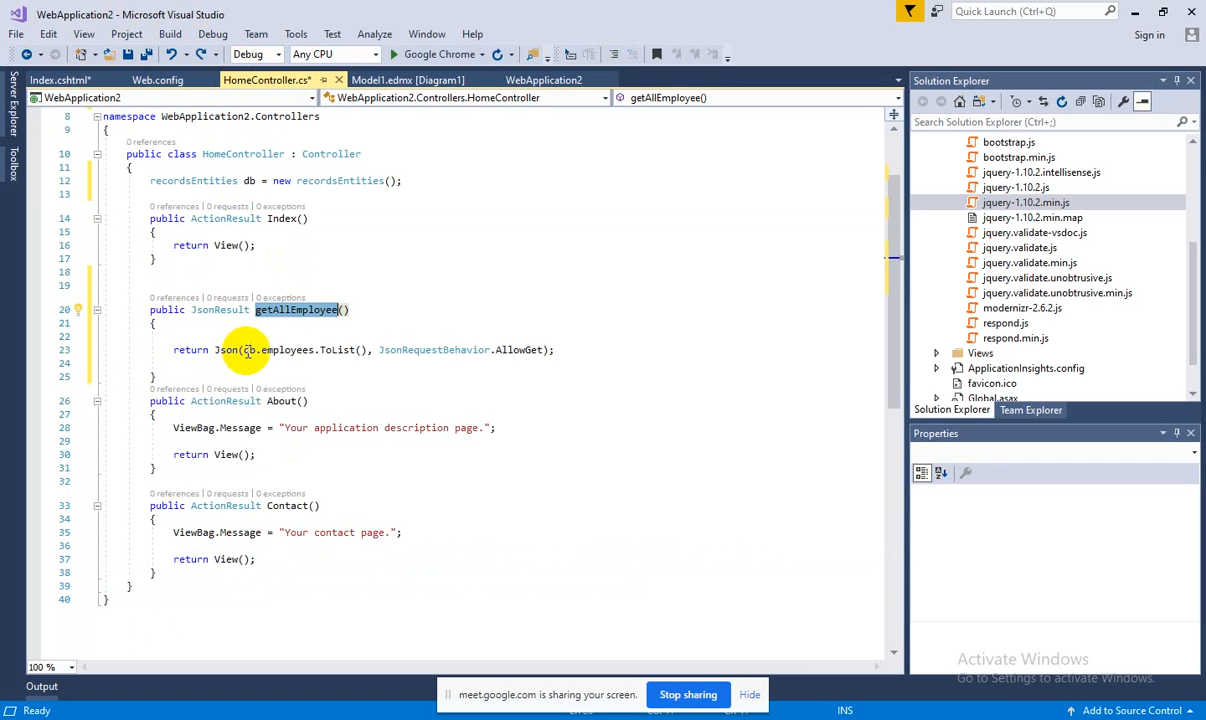 WebApplication2 - Microsoft Visual Studio
Quick Launch (Ctrl+Q)
File Edit View Project Build Debug Team Tools Test Analyze Window Help
Sign in
Debug Any CPU Google Chrome
Index.cshtml* Web.config HomeController.cs* Model1.edmx [Diagram1] WebApplication2
WebApplication2 WebApplication2.Controllers.HomeController getAllEmployee()
Server Explorer
Toolbox
8 namespace WebApplication2.Controllers
9 {
0 references
10 public class HomeController : Controller
11 {
12 recordsEntities db = new recordsEntities();
13
0 references | 0 requests | 0 exceptions
14 public ActionResult Index()
15 {
16 return View();
17 }
18
19
0 references | 0 requests | 0 exceptions
20 public JsonResult getAllEmployee()
21 {
22
23 return Json(db.employees.ToList(), JsonRequestBehavior.AllowGet);
24
25 }
0 references | 0 requests | 0 exceptions
26 public ActionResult About()
27 {
28 ViewBag.Message = "Your application description page.";
29
30 return View();
31 }
32
0 references | 0 requests | 0 exceptions
33 public ActionResult Contact()
34 {
35 ViewBag.Message = "Your contact page.";
36
37 return View();
38 }
39 }
40 }
100 %
Output
Ready
INS
Add to Source Control
meet.google.com is sharing your screen. Stop sharing Hide
Solution Explorer
Search Solution Explorer (Ctrl+;)
bootstrap.js
bootstrap.min.js
jquery-1.10.2.intellisense.js
jquery-1.10.2.js
jquery-1.10.2.min.js
jquery-1.10.2.min.map
jquery.validate-vsdoc.js
jquery.validate.js
jquery.validate.min.js
jquery.validate.unobtrusive.js
jquery.validate.unobtrusive.min.js
modernizr-2.6.2.js
respond.js
respond.min.js
Views
ApplicationInsights.config
favicon.ico
Global.asax
Solution Explorer Team Explorer
Properties
Activate Windows
Go to Settings to activate Windows.